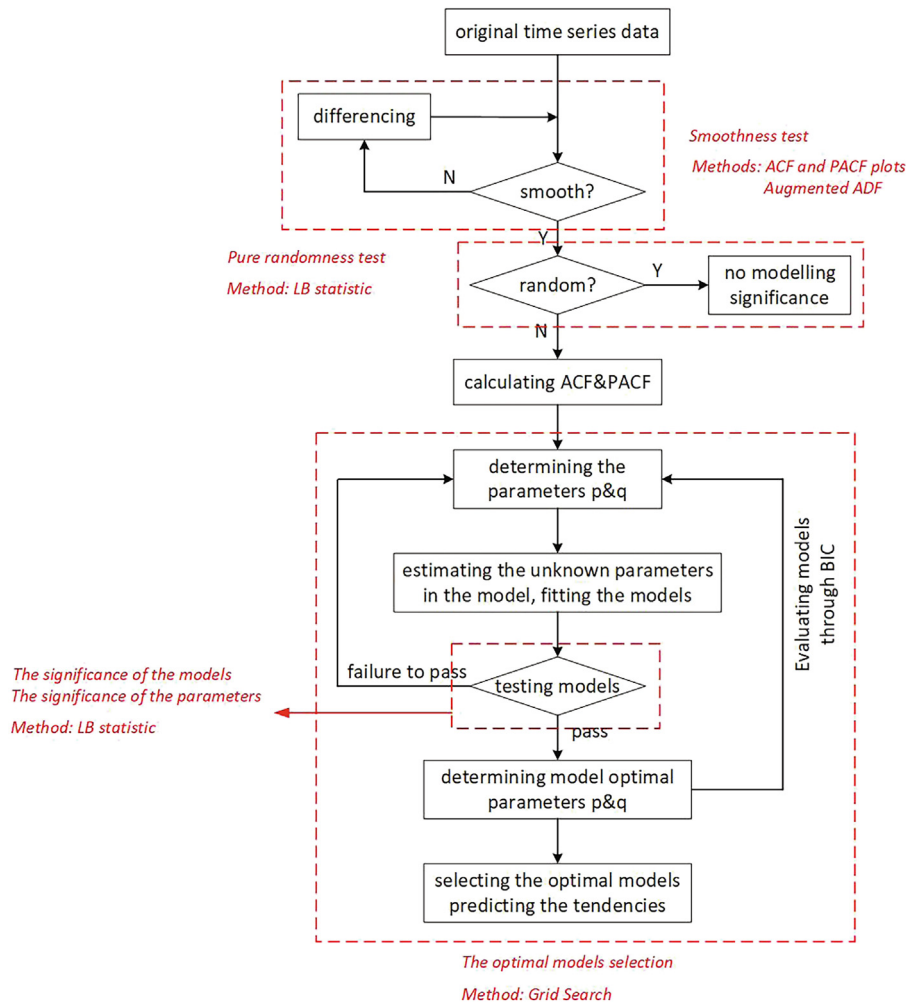 original time series data
differencing
Smoothness test
Methods: ACF and PACF plots
Augmented ADF
N
smooth?
Y
Pure randomness test
Method: LB statistic
random?
Y
no modelling
significance
N
calculating ACF&PACF
determining the
parameters p&q
estimating the unknown parameters
in the model, fitting the models
Evaluating models
through BIC
failure to pass
testing models
The significance of the models
The significance of the parameters
Method: LB statistic
pass
determining model optimal
parameters p&q
selecting the optimal models
predicting the tendencies
The optimal models selection
Method: Grid Search